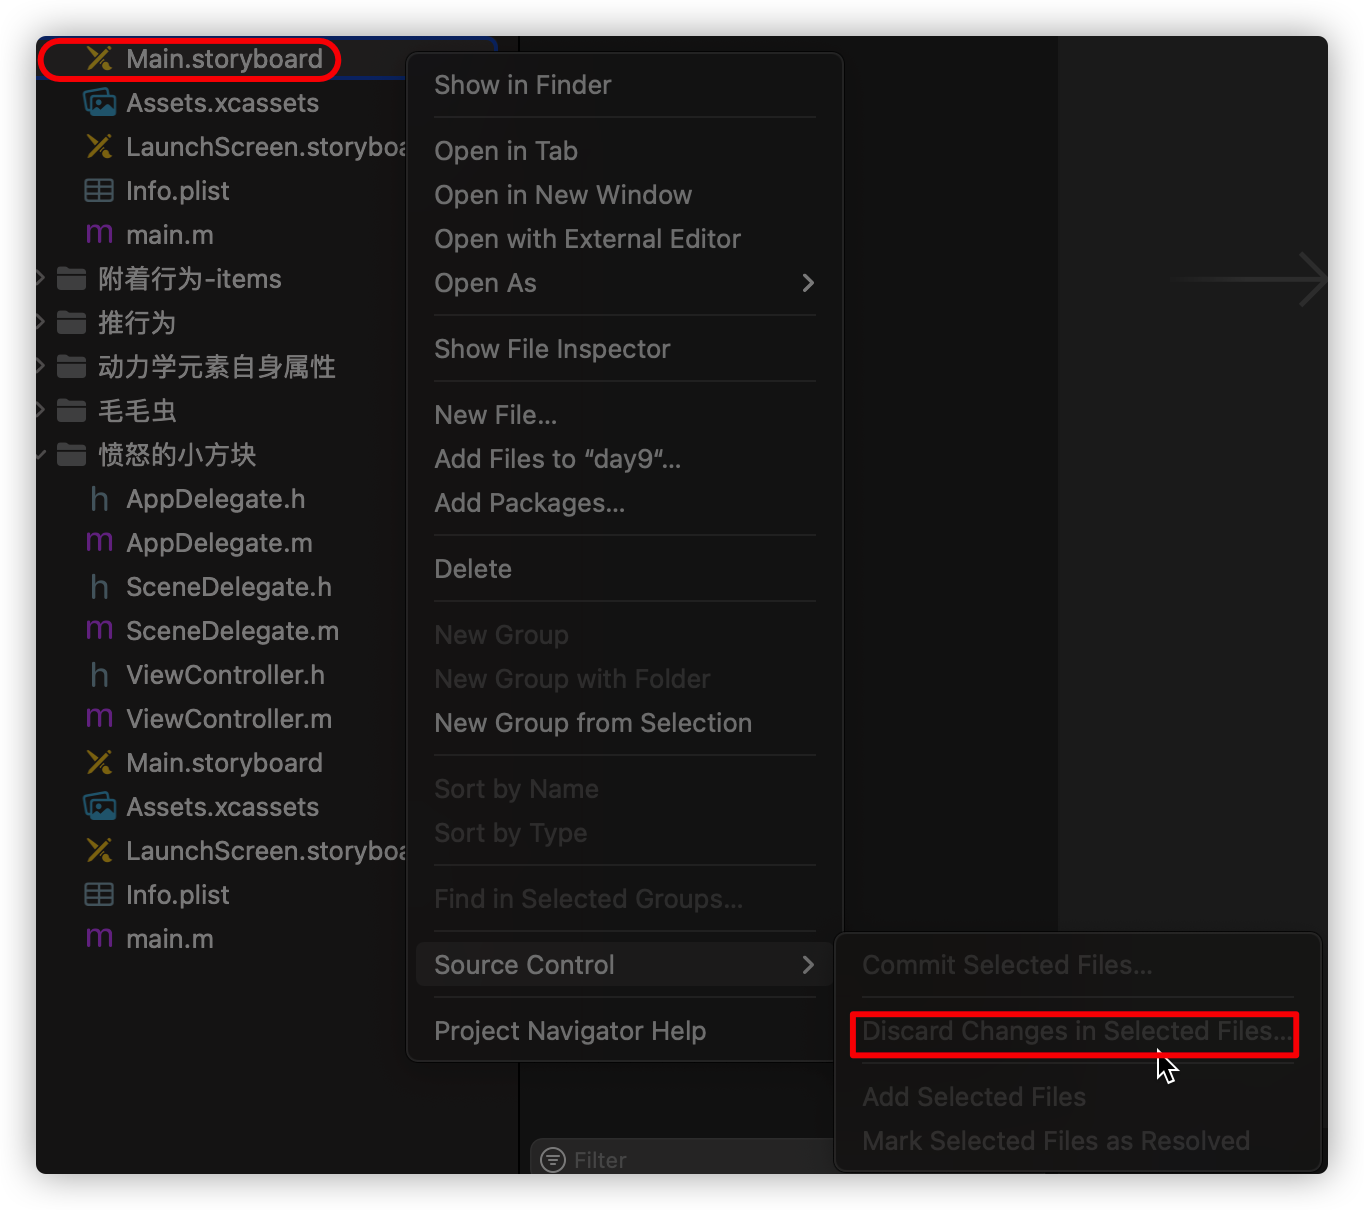 Main.storyboard
Assets.xcassets
LaunchScreen.storyboa
Info.plist
m main.m
附着行为-items
推行为
动力学元素自身属性
毛毛虫
愤怒的小方块
h AppDelegate.h
m AppDelegate.m
h SceneDelegate.h
m SceneDelegate.m
h ViewController.h
m ViewController.m
Main.storyboard
Assets.xcassets
LaunchScreen.storyboa
Info.plist
m main.m
Show in Finder
Open in Tab
Open in New Window
Open with External Editor
Open As
Show File Inspector
New File...
Add Files to “day9“...
Add Packages...
Delete
New Group
New Group with Folder
New Group from Selection
Sort by Name
Sort by Type
Find in Selected Groups...
Source Control
Project Navigator Help
Commit Selected Files...
Discard Changes in Selected Files...
Add Selected Files
Mark Selected Files as Resolved
Filter